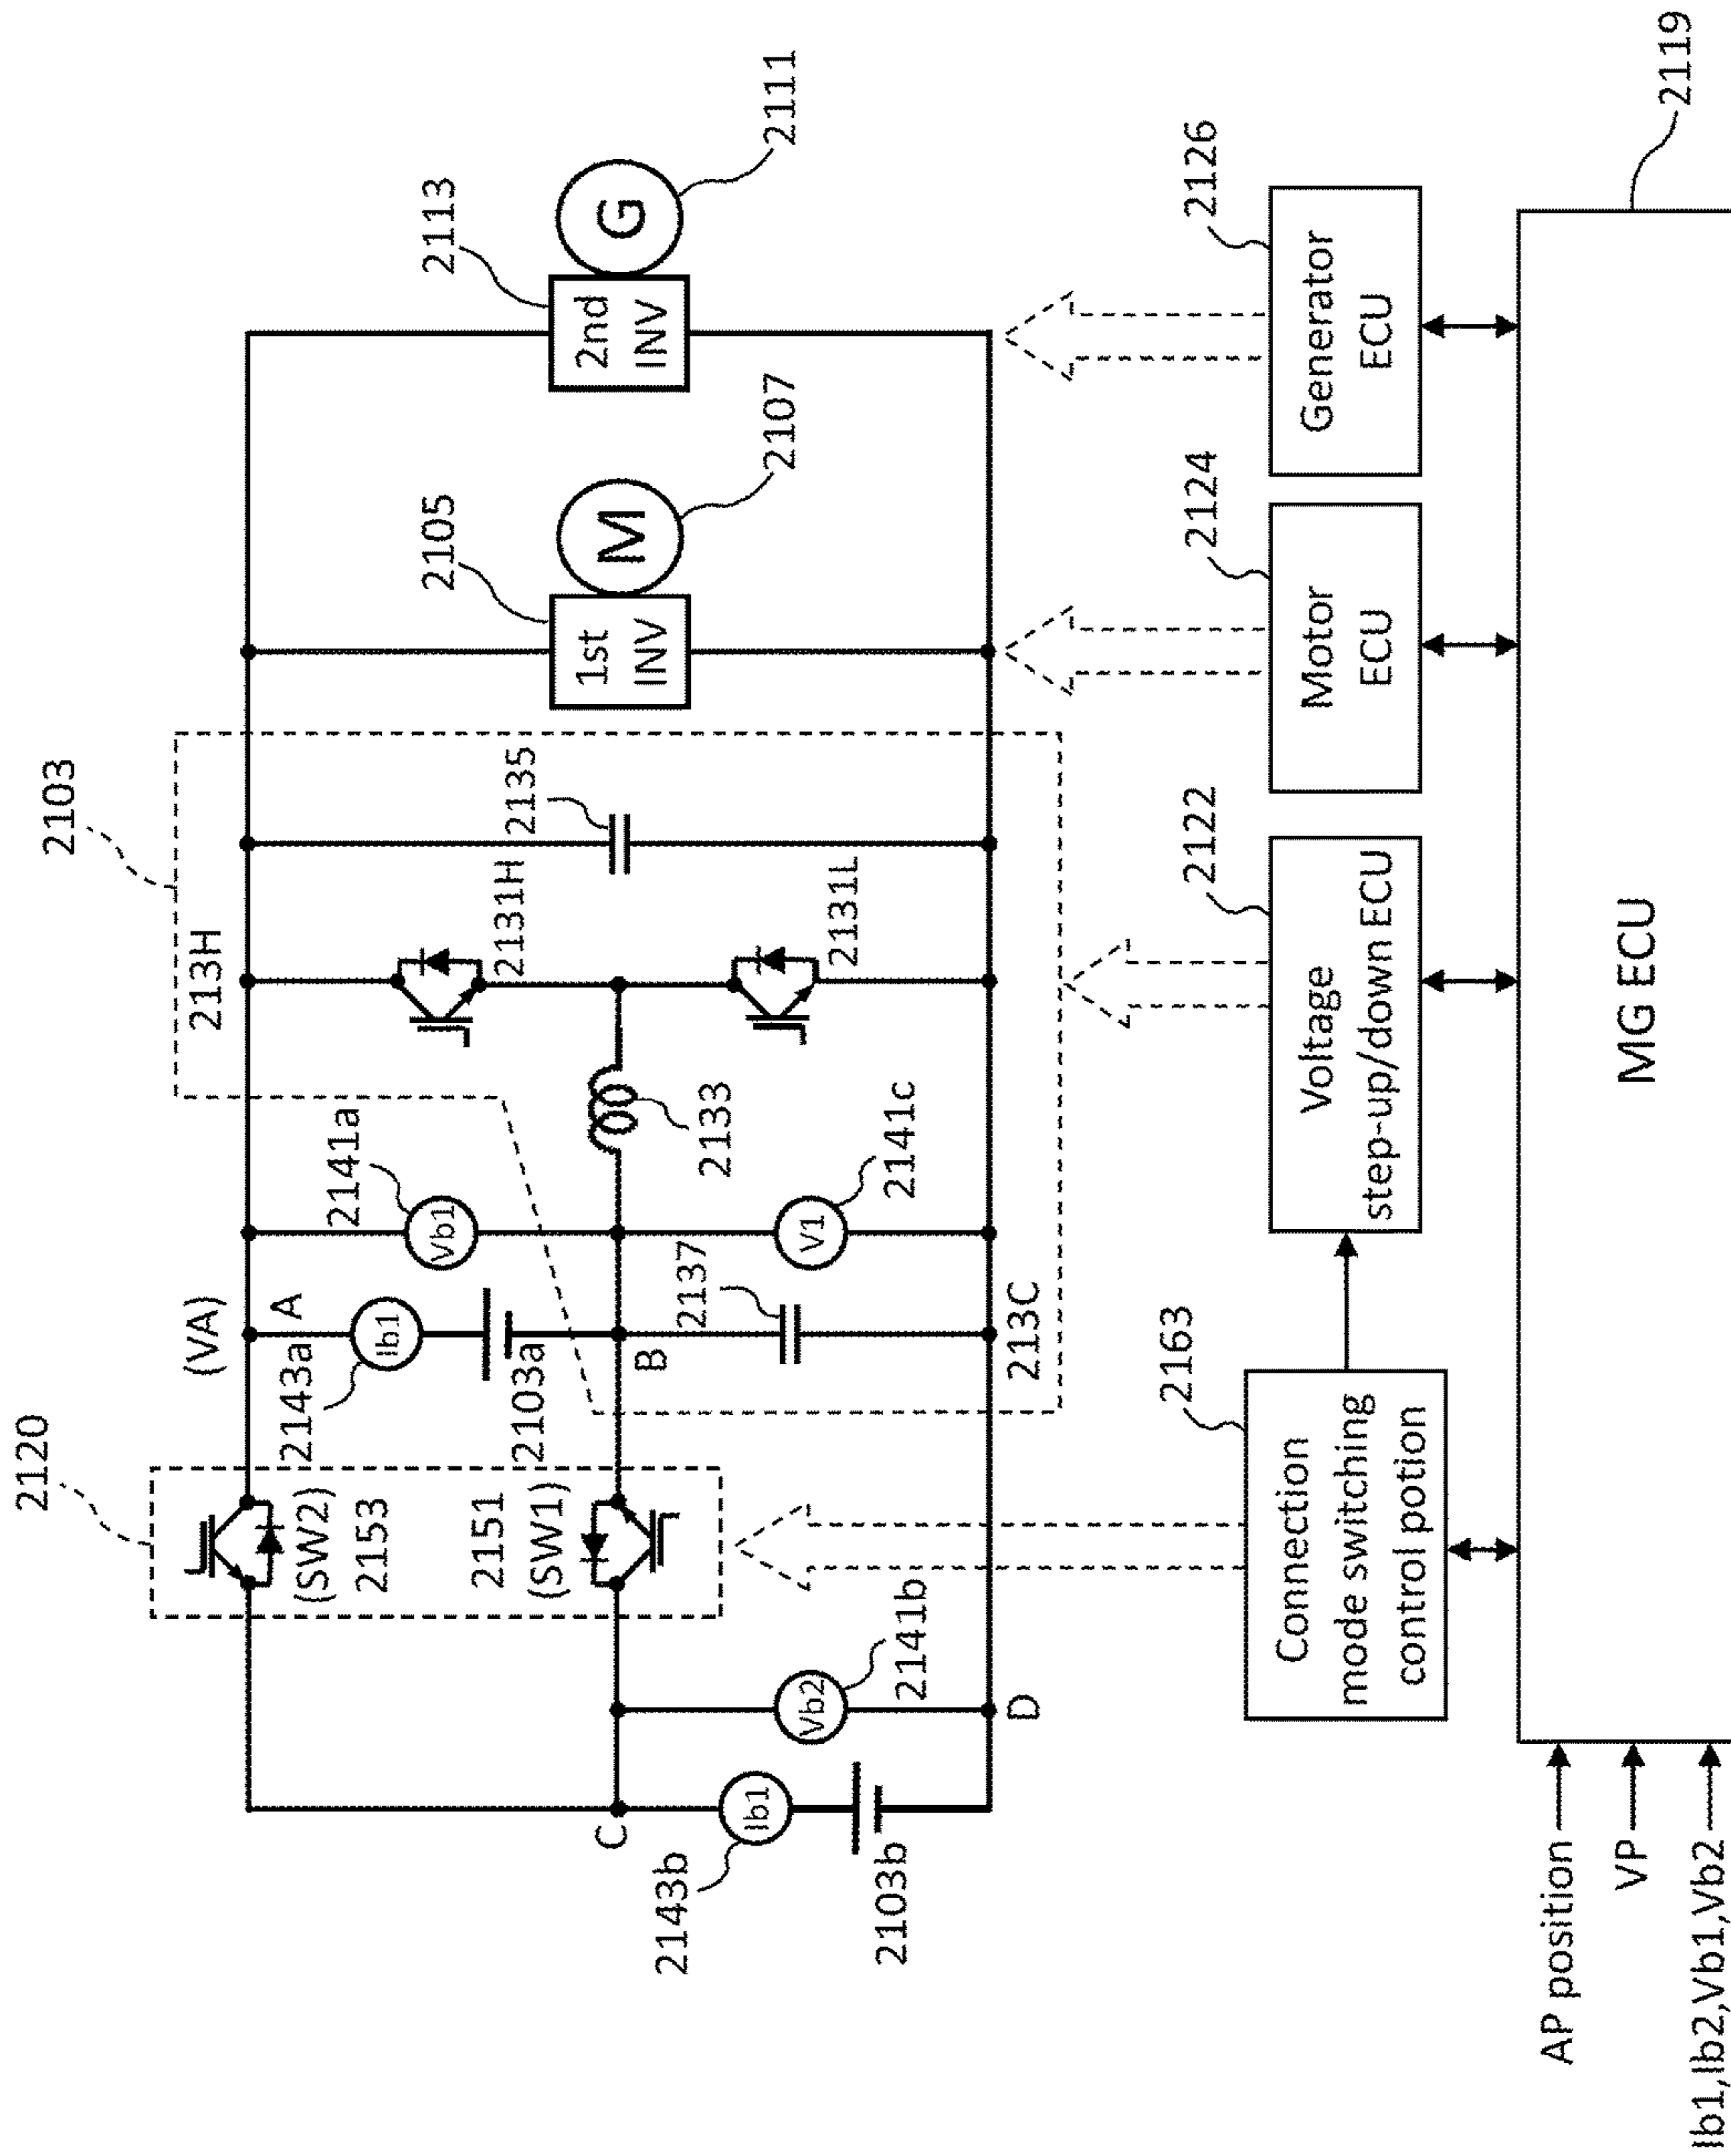 2120
2103
(VA)
213H
A
2143a
Ib1
2103a
B
2141a
Vb1
(SW2)
2153
2151
(SW1)
2133
2131H
2131L
2135
2105
1st
INV
M
2107
2113
2nd
INV
G
2111
C
2143b
Ib1
2103b
Vb2
2141b
D
2137
V1
2141c
213C
2163
Connection
mode switching
control potion
2122
Voltage
step-up/down ECU
2124
Motor
ECU
2126
Generator
ECU
AP position
VP
Ib1,Ib2,Vb1,Vb2
MG ECU
2119